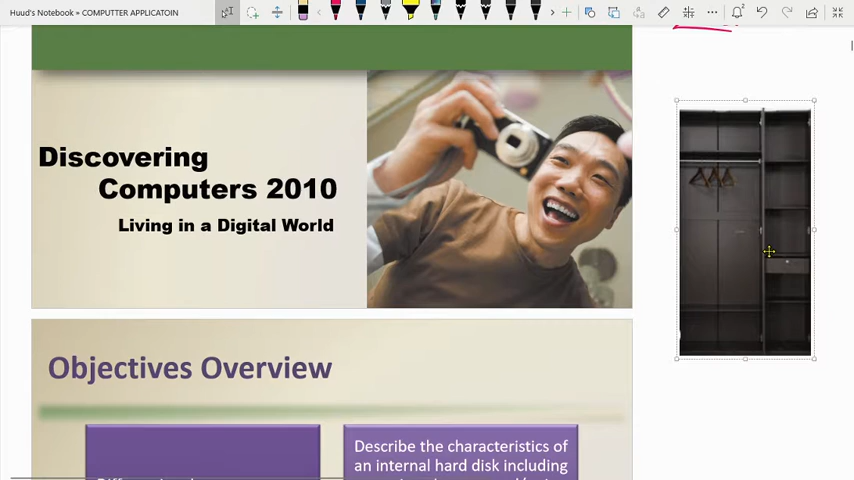 Huud's Notebook » COMPUTTER APPLICATOIN
Discovering
Computers 2010
Living in a Digital World
Objectives Overview
Describe the characteristics of
an internal hard disk including